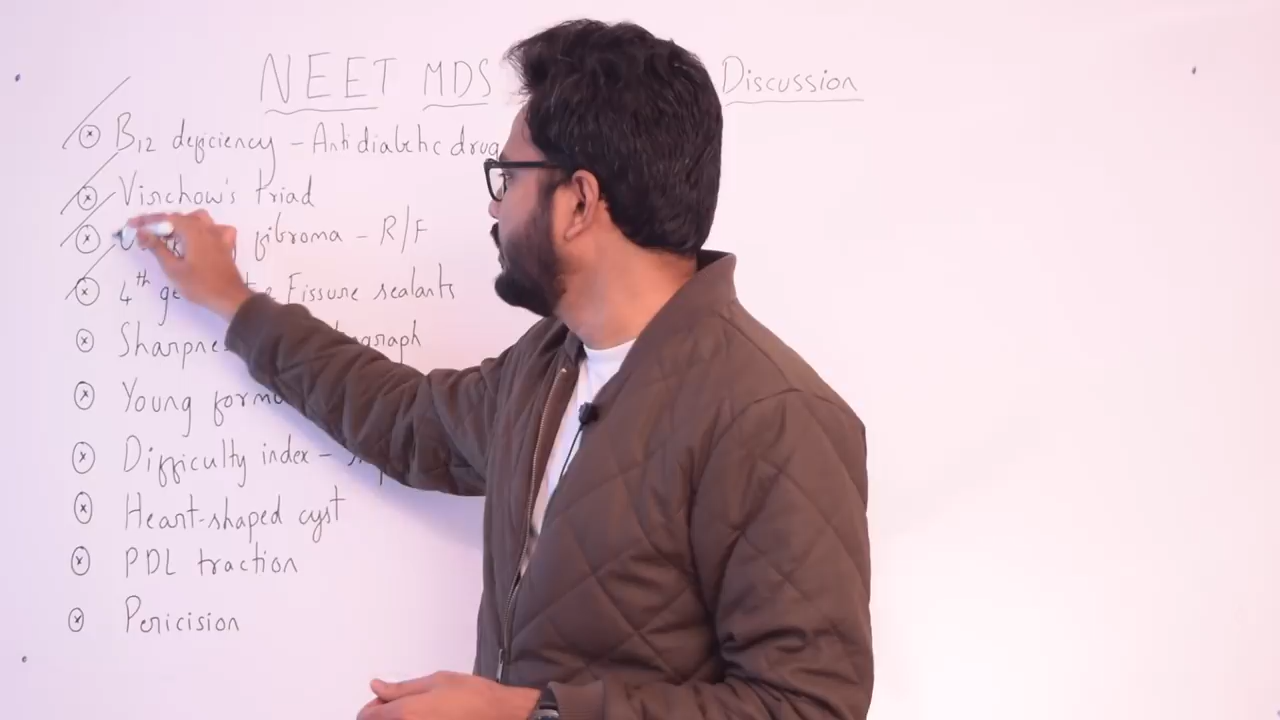 NEET MDS Discussion
B12 deficiency - Antidiabetic drug
Virchow's triad
fibroma - R/F
4th Fissure sealants
Young
Difficulty index -
Heart-shaped cyst
PDL traction
Pericision